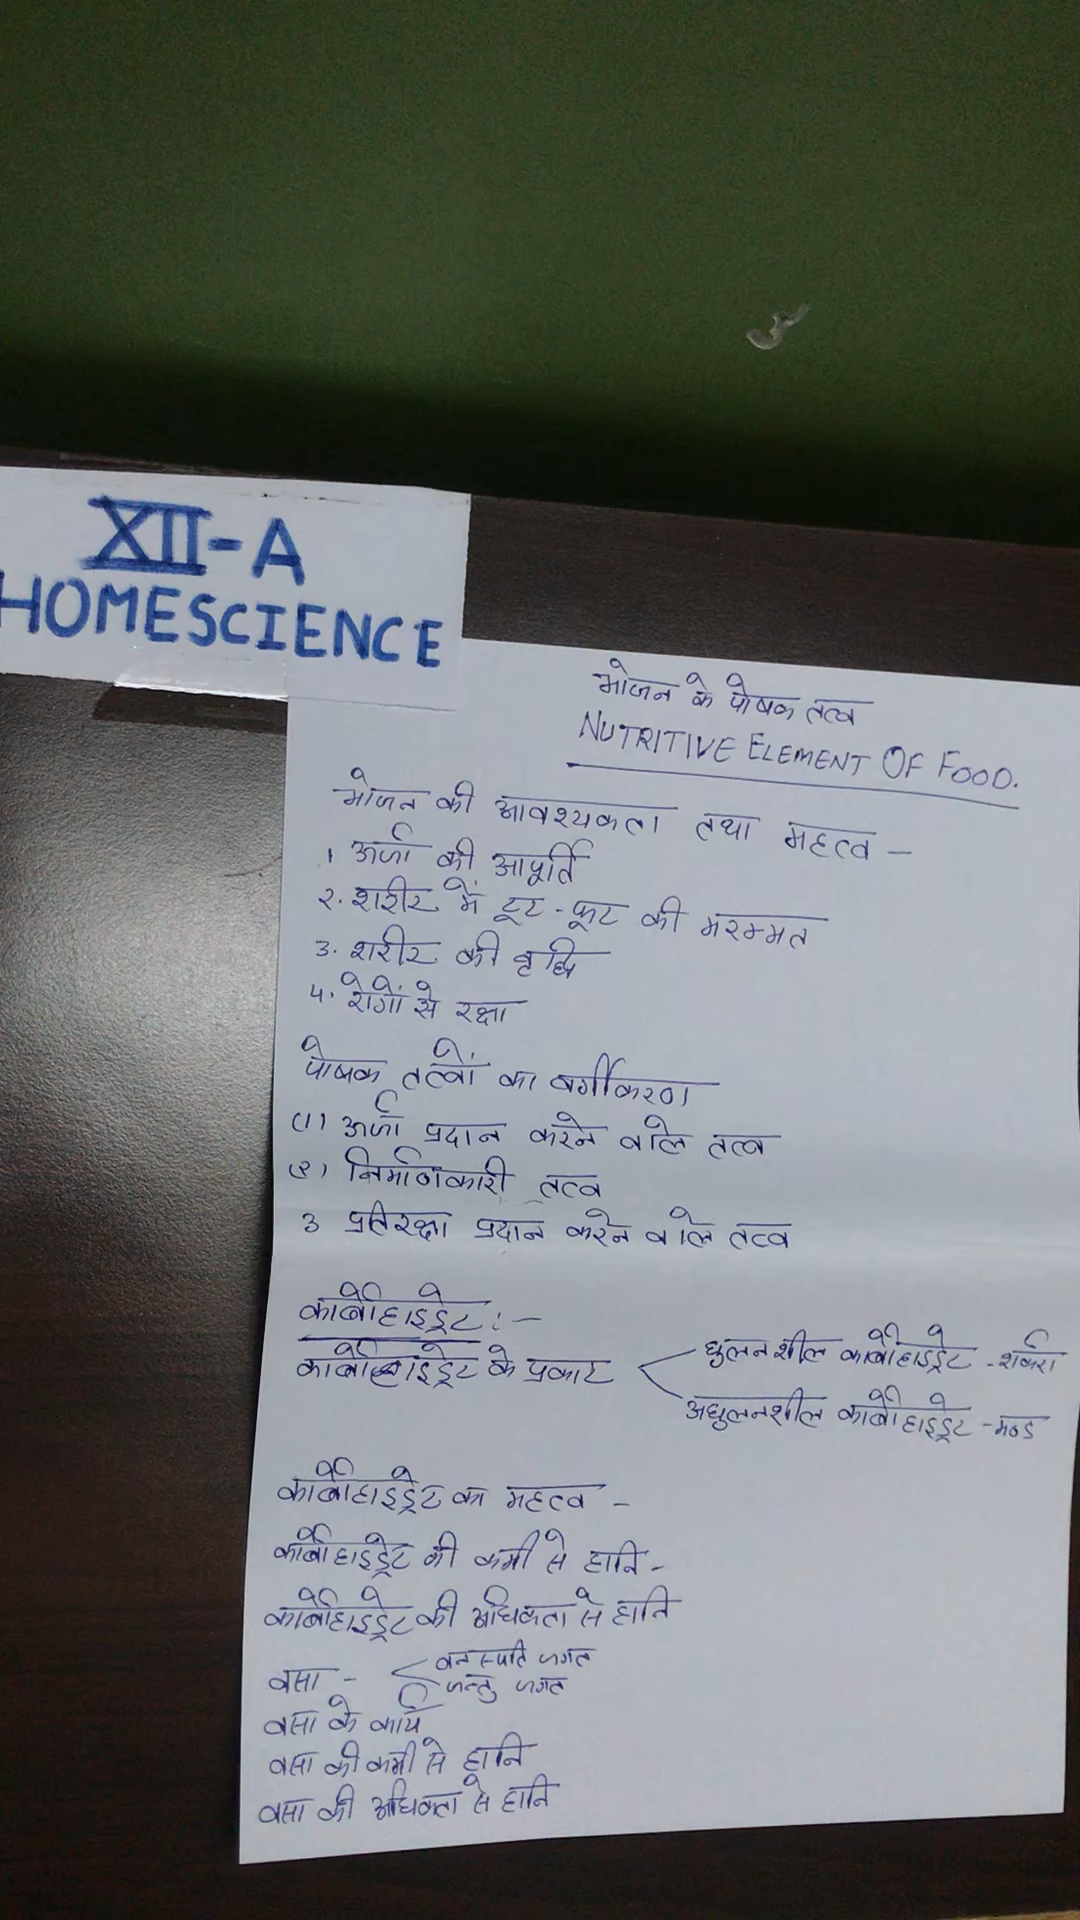 XII-A
HOMESCIENCE
भोजन के पोषक तत्व
NUTRITIVE ELEMENT OF FOOD.
भोजन की आवश्यकता तथा महत्व -
1 ऊर्जा की आपूर्ति
२. शरीर में टूट-फूट की मरम्मत
3. शरीर की वृद्धि
4. रोगों से रक्षा
पोषक तत्वों का वर्गीकरण
(1) ऊर्जा प्रदान करने वाले तत्व
(२) निर्माणकारी तत्व
3 प्रतिरक्षा प्रदान करने वाले तत्व
कार्बोहाइड्रेट :-
कार्बोहाइड्रेट के प्रकार
घुलनशील कार्बोहाइड्रेट - शर्करा
अघुलनशील कार्बोहाइड्रेट - मण्ड
कार्बोहाइड्रेट का महत्व -
कार्बोहाइड्रेट की कमी से हानि -
कार्बोहाइड्रेट की अधिकता से हानि
वसा -
वनस्पति जगत
जन्तु जगत
वसा के कार्य
वसा की कमी से हानि
वसा की अधिकता से हानि